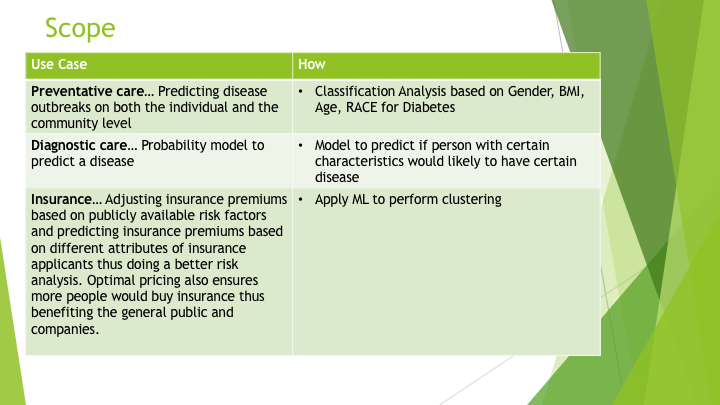 Scope
Use Case
How
Preventative care… Predicting disease
outbreaks on both the individual and the
community level
• Classification Analysis based on Gender, BMI,
Age, RACE for Diabetes
Diagnostic care… Probability model to
predict a disease
• Model to predict if person with certain
characteristics would likely to have certain
disease
Insurance… Adjusting insurance premiums
based on publicly available risk factors
and predicting insurance premiums based
on different attributes of insurance
applicants thus doing a better risk
analysis. Optimal pricing also ensures
more people would buy insurance thus
benefiting the general public and
companies.
• Apply ML to perform clustering